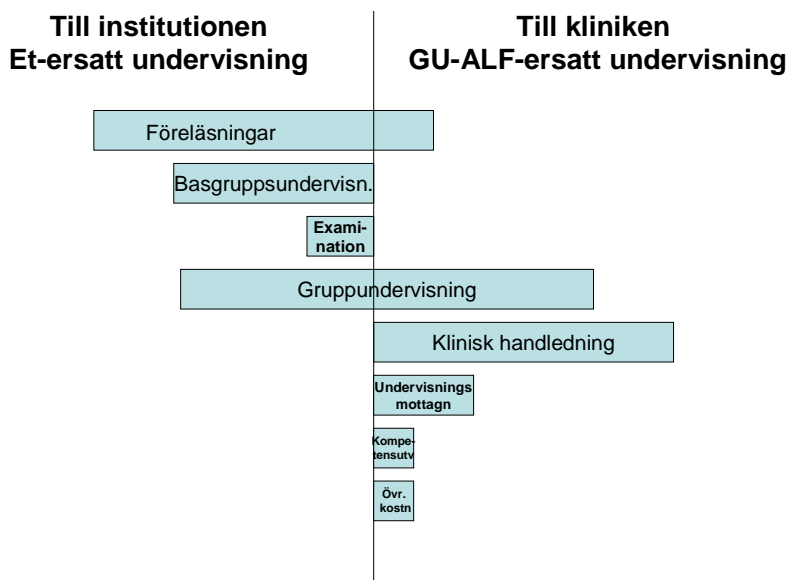 Till institutionen
Et-ersatt undervisning
Till kliniken
GU-ALF-ersatt undervisning
Föreläsningar
Basgruppsundervisn.
Exami-
nation
Gruppundervisning
Klinisk handledning
Undervisnings
mottagn
Kompe-
tensutv
Övr.
kostn